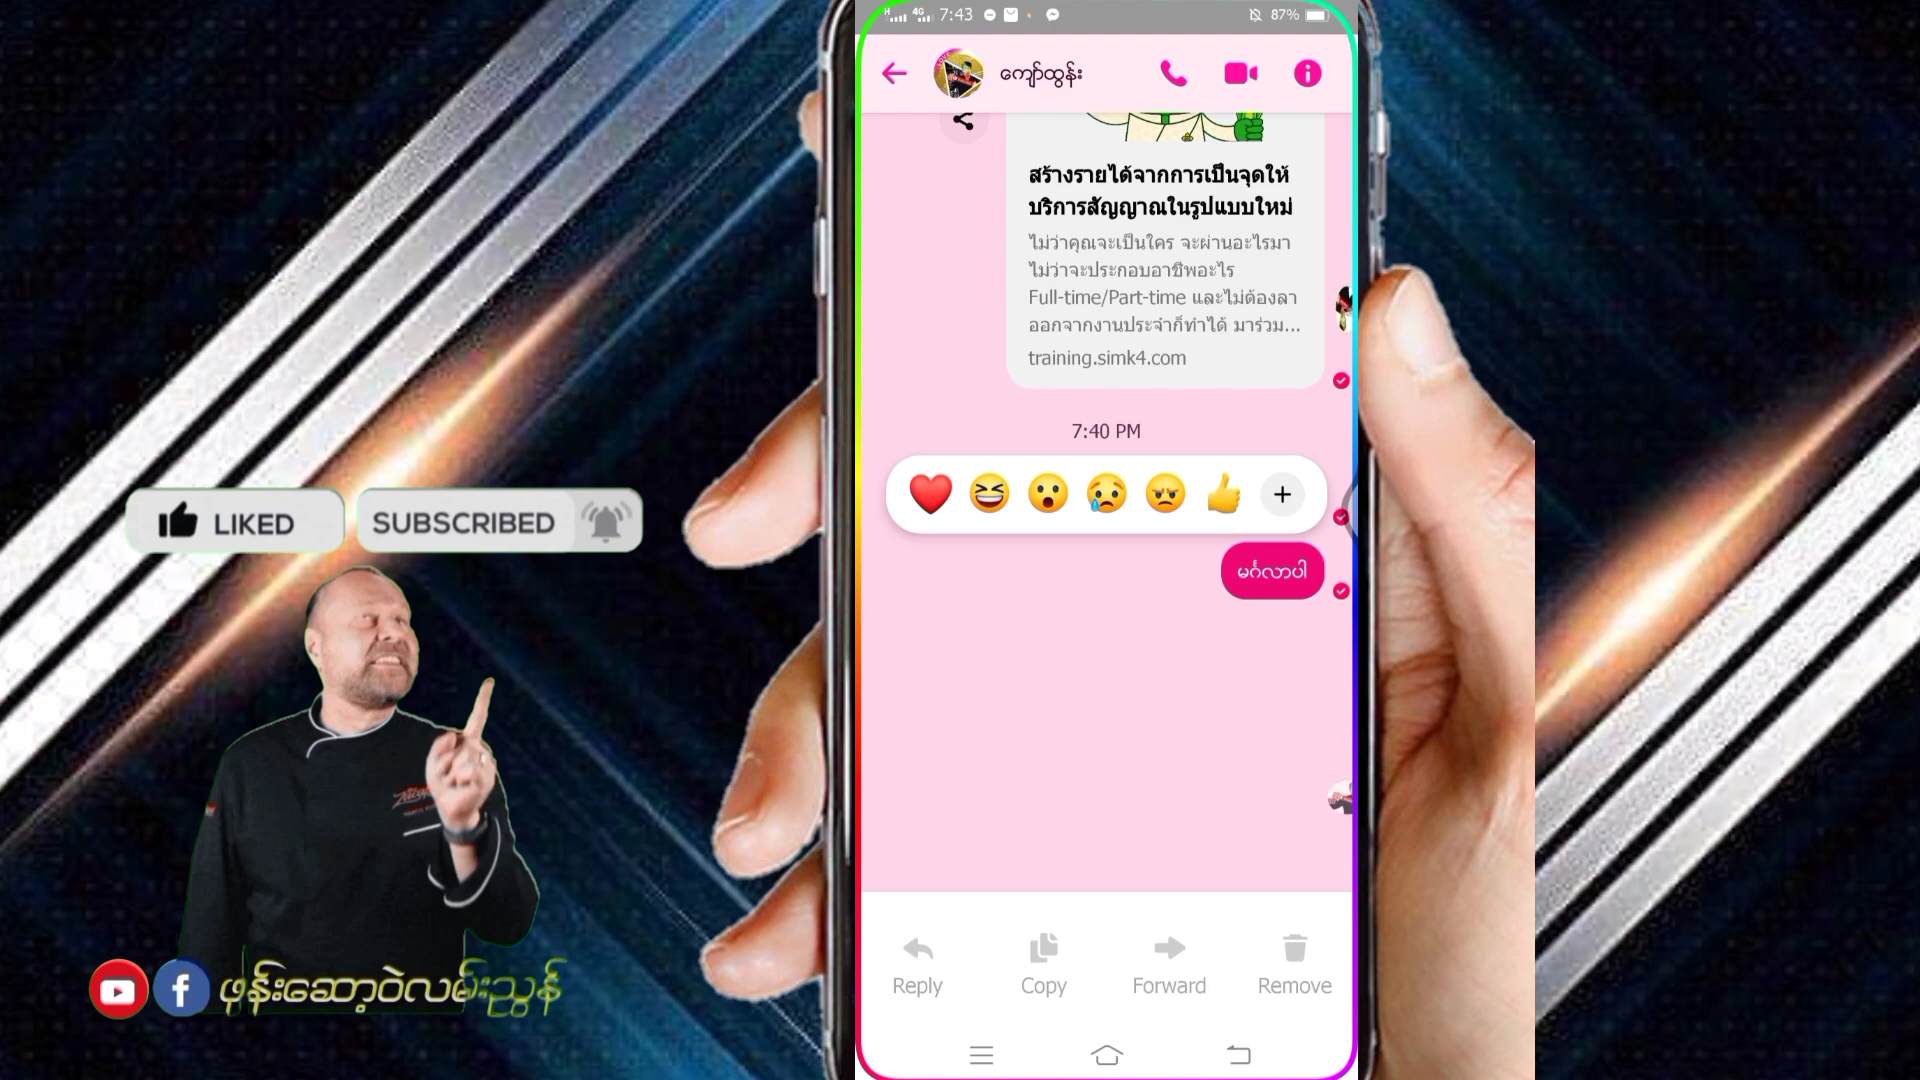 H 4G 7:43 87%
ကျော်ထွန်း
สร้างรายได้จากการเป็นจุดให้
บริการสัญญาณในรูปแบบใหม่
ไม่ว่าคุณจะเป็นใคร จะผ่านอะไรมา
ไม่ว่าจะประกอบอาชีพอะไร
Full-time/Part-time และไม่ต้องลา
ออกจากงานประจำก็ทำได้ มาร่วม...
training.simk4.com
7:40 PM
မင်္ဂလာပါ
Reply Copy Forward Remove
LIKED SUBSCRIBED
ဖုန်းဆော့ဝဲလမ်းညွှန်